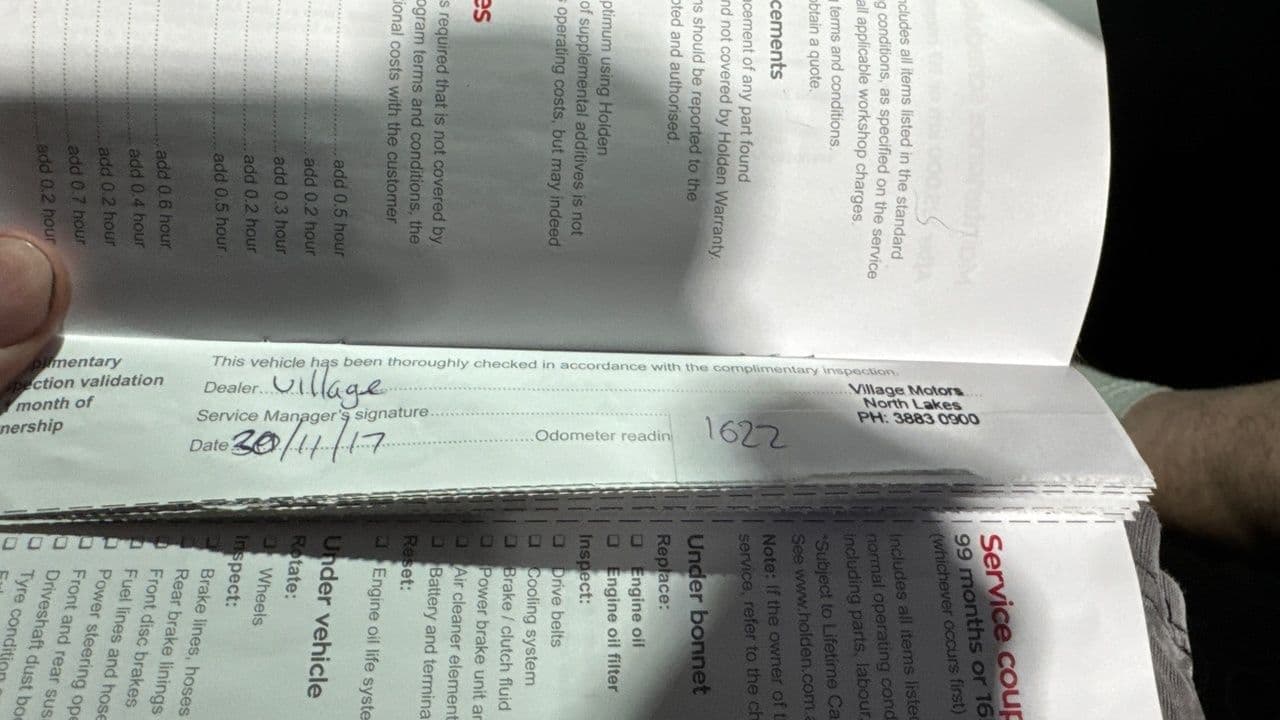 ncludes all items listed in the standard
g conditions, as specified on the service
all applicable workshop charges.
terms and conditions.
obtain a quote.
cements
acement of any part found
nd not covered by Holden Warranty.
ns should be reported to the
oted and authorised.
ptimum using Holden
of supplemental additives is not
operating costs, but may indeed
es
s required that is not covered by
ogram terms and conditions, the
ional costs with the customer
add 0.5 hour
add 0.2 hour
add 0.3 hour
add 0.2 hour
add 0.5 hour
add 0.6 hour
add 0.4 hour
add 0.2 hour
add 0.7 hour
add 0.2 hour
plimentary
ection validation
month of
nership
This vehicle has been thoroughly checked in accordance with the complimentary inspection.
Dealer...Village
Service Manager's signature
Date 30/11/17 Odometer readin 1622
Village Motors
North Lakes
PH: 3883 0900
Service coup
99 months or 16
(whichever occurs first)
Includes all items listed
normal operating cond
including parts, labour,
*Subject to Lifetime Ca
See www.holden.com.a
Note: If the owner of t
service, refer to the ch
Under bonnet
Replace:
Engine oil
Engine oil filter
Inspect:
Drive belts
Cooling system
Brake / clutch fluid
Power brake unit an
Air cleaner element
Battery and termina
Reset:
Engine oil life syste
Under vehicle
Rotate:
Wheels
Inspect:
Brake lines, hoses
Rear brake linings
Front disc brakes
Fuel lines and hose
Power steering ope
Front and rear sus
Driveshaft dust boo
Tyre condition